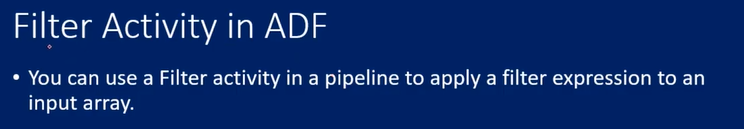 Filter Activity in ADF
• You can use a Filter activity in a pipeline to apply a filter expression to an
input array.